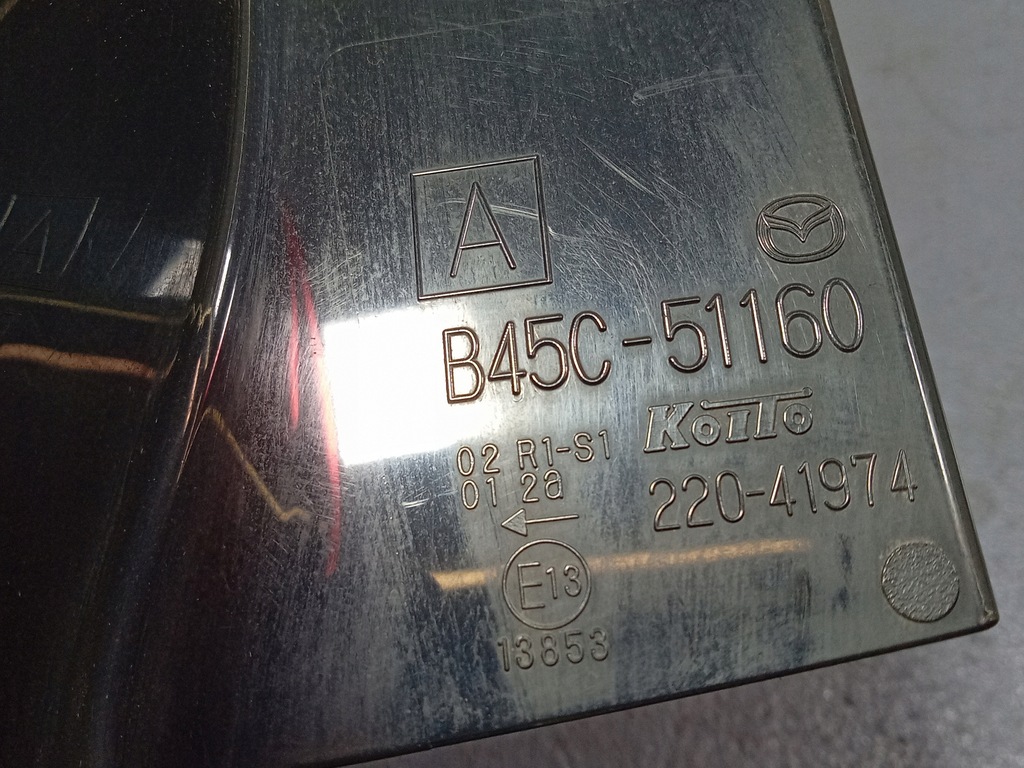 A
B45C-51160
KOITO
02 R1-S1
01 2a
220-41974
E13
13853